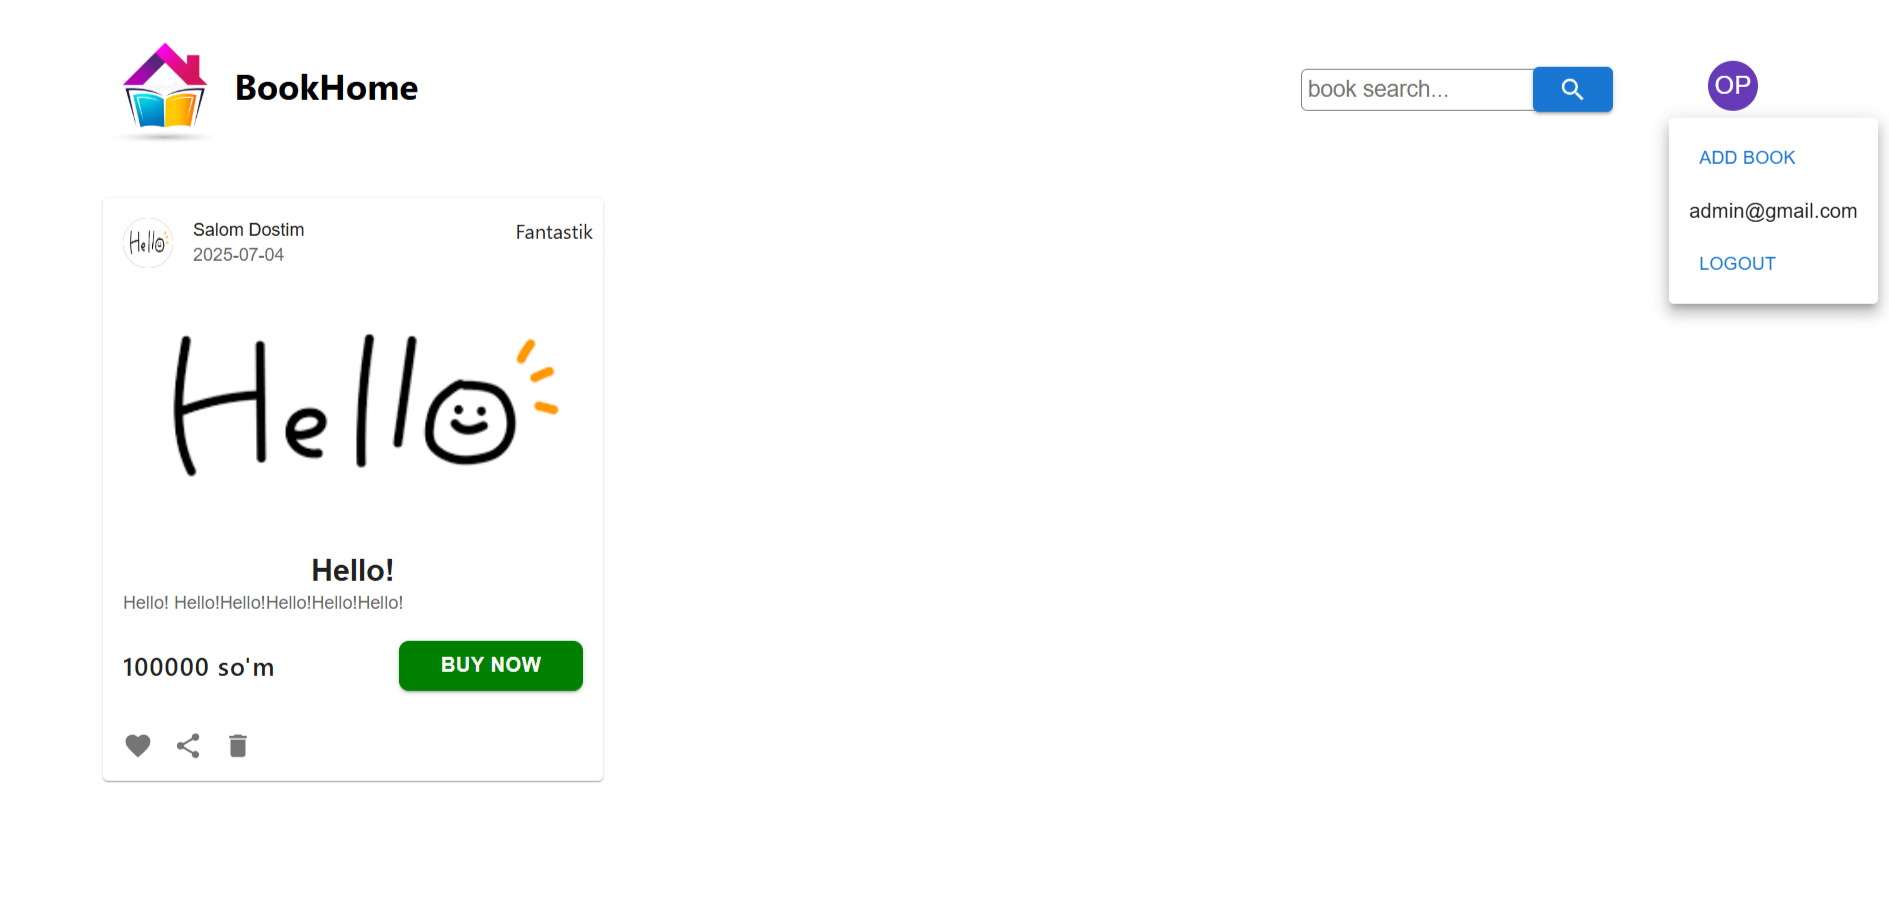 BookHome
book search...
OP
ADD BOOK
admin@gmail.com
LOGOUT
Hello
Salom Dostim
2025-07-04
Fantastik
Hello
Hello!
Hello! Hello!Hello!Hello!Hello!Hello!
100000 so'm
BUY NOW